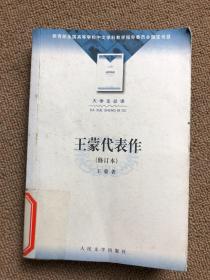 教育部全国高等学校中文学科教学指导委员会指定书目
大学生必读
DA XUE SHENG BI DU
王蒙代表作
(修订本)
王蒙 著
人民文学出版社